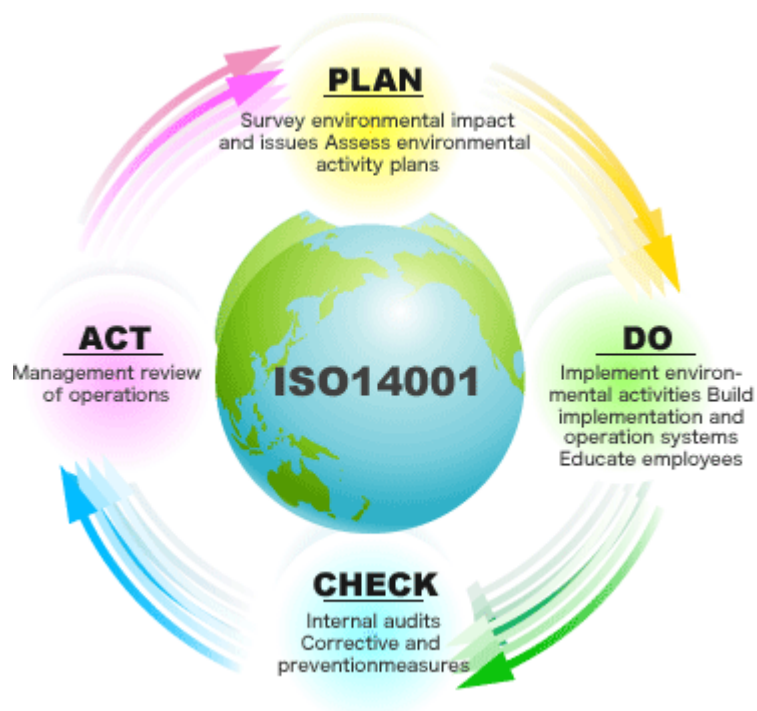 PLAN
Survey environmental impact
and issues Assess environmental
activity plans
ACT
Management review
of operations
ISO14001
DO
Implement environ-
mental activities Build
implementation and
operation systems
Educate employees
CHECK
Internal audits
Corrective and
preventionmeasures